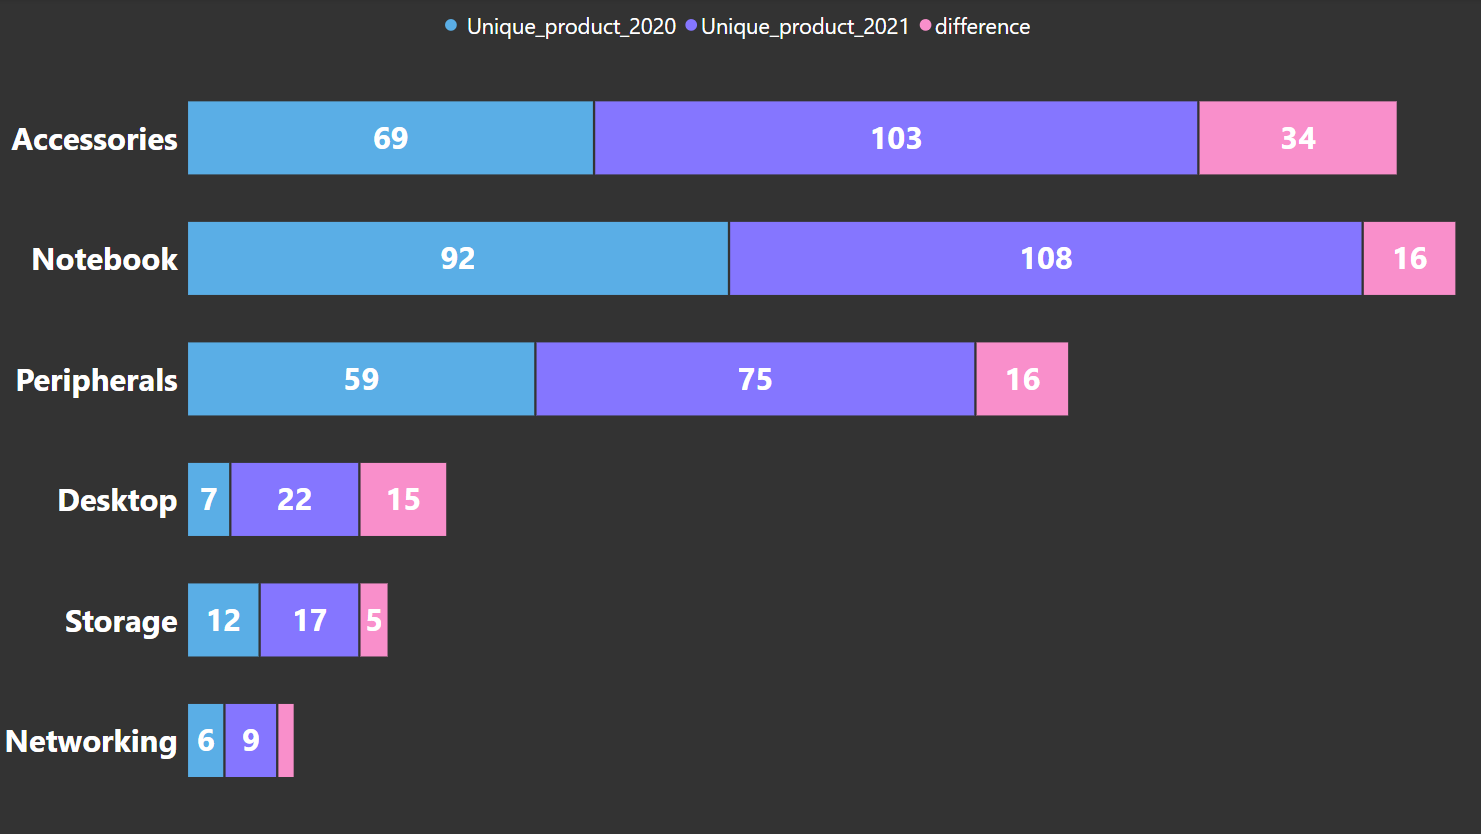 Unique_product_2020 Unique_product_2021 difference
Accessories 69 103 34
Notebook 92 108 16
Peripherals 59 75 16
Desktop 7 22 15
Storage 12 17 5
Networking 6 9